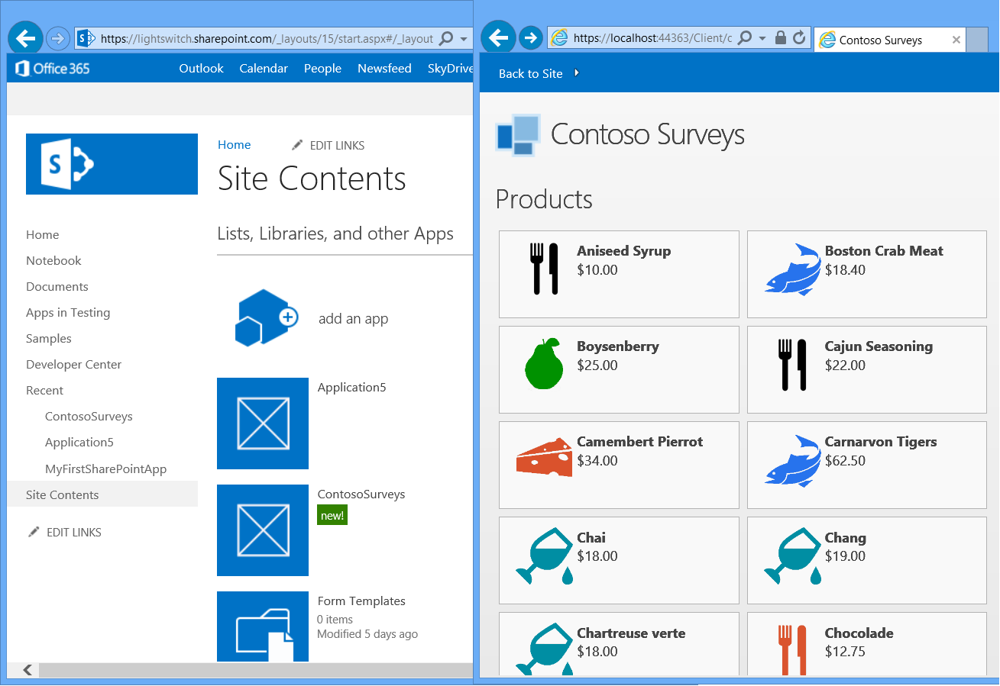 https://lightswitch.sharepoint.com/_layouts/15/start.aspx#/_layout
Office 365
Outlook Calendar People Newsfeed SkyDrive
S
Home
EDIT LINKS
Site Contents
Home
Notebook
Documents
Apps in Testing
Samples
Developer Center
Recent
ContosoSurveys
Application5
MyFirstSharePointApp
Site Contents
EDIT LINKS
Lists, Libraries, and other Apps
add an app
Application5
ContosoSurveys
new!
Form Templates
0 items
Modified 5 days ago
https://localhost:44363/Client/c
Contoso Surveys
Back to Site
Contoso Surveys
Products
Aniseed Syrup
$10.00
Boston Crab Meat
$18.40
Boysenberry
$25.00
Cajun Seasoning
$22.00
Camembert Pierrot
$34.00
Carnarvon Tigers
$62.50
Chai
$18.00
Chang
$19.00
Chartreuse verte
$18.00
Chocolade
$12.75